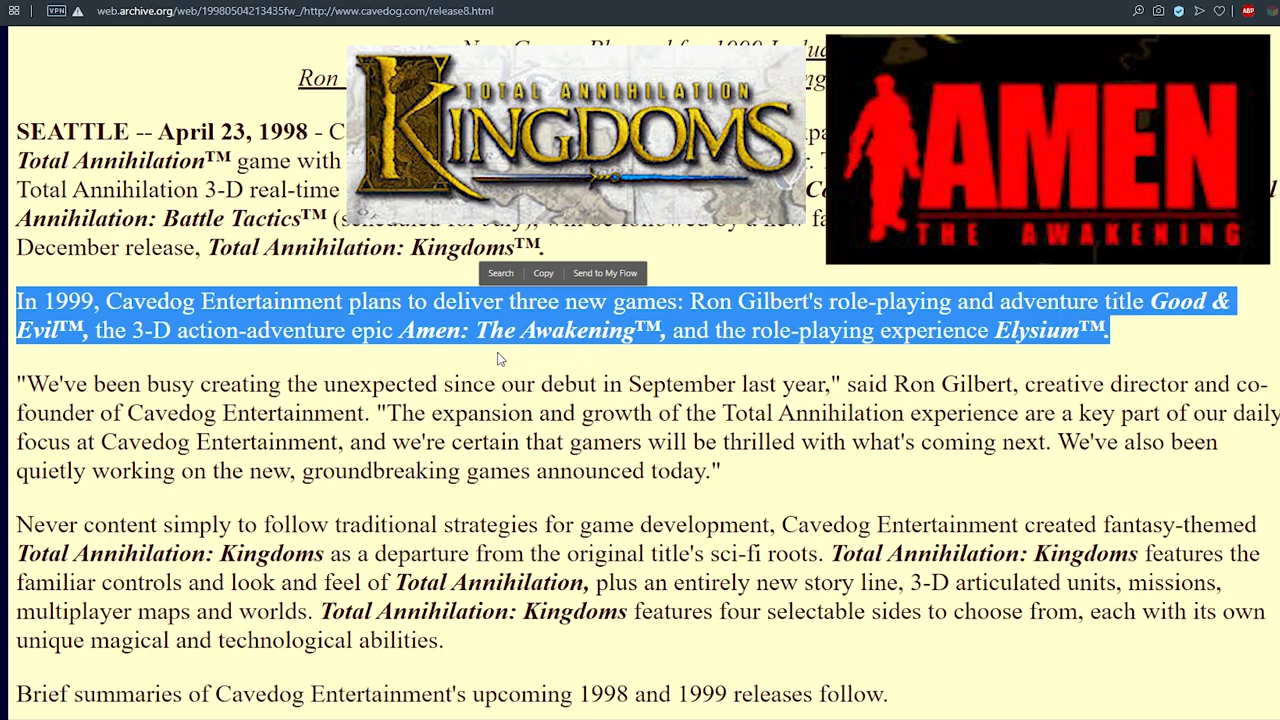 VPN web.archive.org/web/19980504213435fw_/http://www.cavedog.com/release8.html ABP
Ron
TOTAL ANNIHILATION
KINGDOMS
AMEN
THE AWAKENING
SEATTLE -- April 23, 1998 - C
Total Annihilation™ game with
Total Annihilation 3-D real-time
Annihilation: Battle Tactics™ (scheduled for July), will be followed by a new fa
December release, Total Annihilation: Kingdoms™.
Search Copy Send to My Flow
In 1999, Cavedog Entertainment plans to deliver three new games: Ron Gilbert's role-playing and adventure title Good &
Evil™, the 3-D action-adventure epic Amen: The Awakening™, and the role-playing experience Elysium™.
"We've been busy creating the unexpected since our debut in September last year," said Ron Gilbert, creative director and co-
founder of Cavedog Entertainment. "The expansion and growth of the Total Annihilation experience are a key part of our daily
focus at Cavedog Entertainment, and we're certain that gamers will be thrilled with what's coming next. We've also been
quietly working on the new, groundbreaking games announced today."
Never content simply to follow traditional strategies for game development, Cavedog Entertainment created fantasy-themed
Total Annihilation: Kingdoms as a departure from the original title's sci-fi roots. Total Annihilation: Kingdoms features the
familiar controls and look and feel of Total Annihilation, plus an entirely new story line, 3-D articulated units, missions,
multiplayer maps and worlds. Total Annihilation: Kingdoms features four selectable sides to choose from, each with its own
unique magical and technological abilities.
Brief summaries of Cavedog Entertainment's upcoming 1998 and 1999 releases follow.